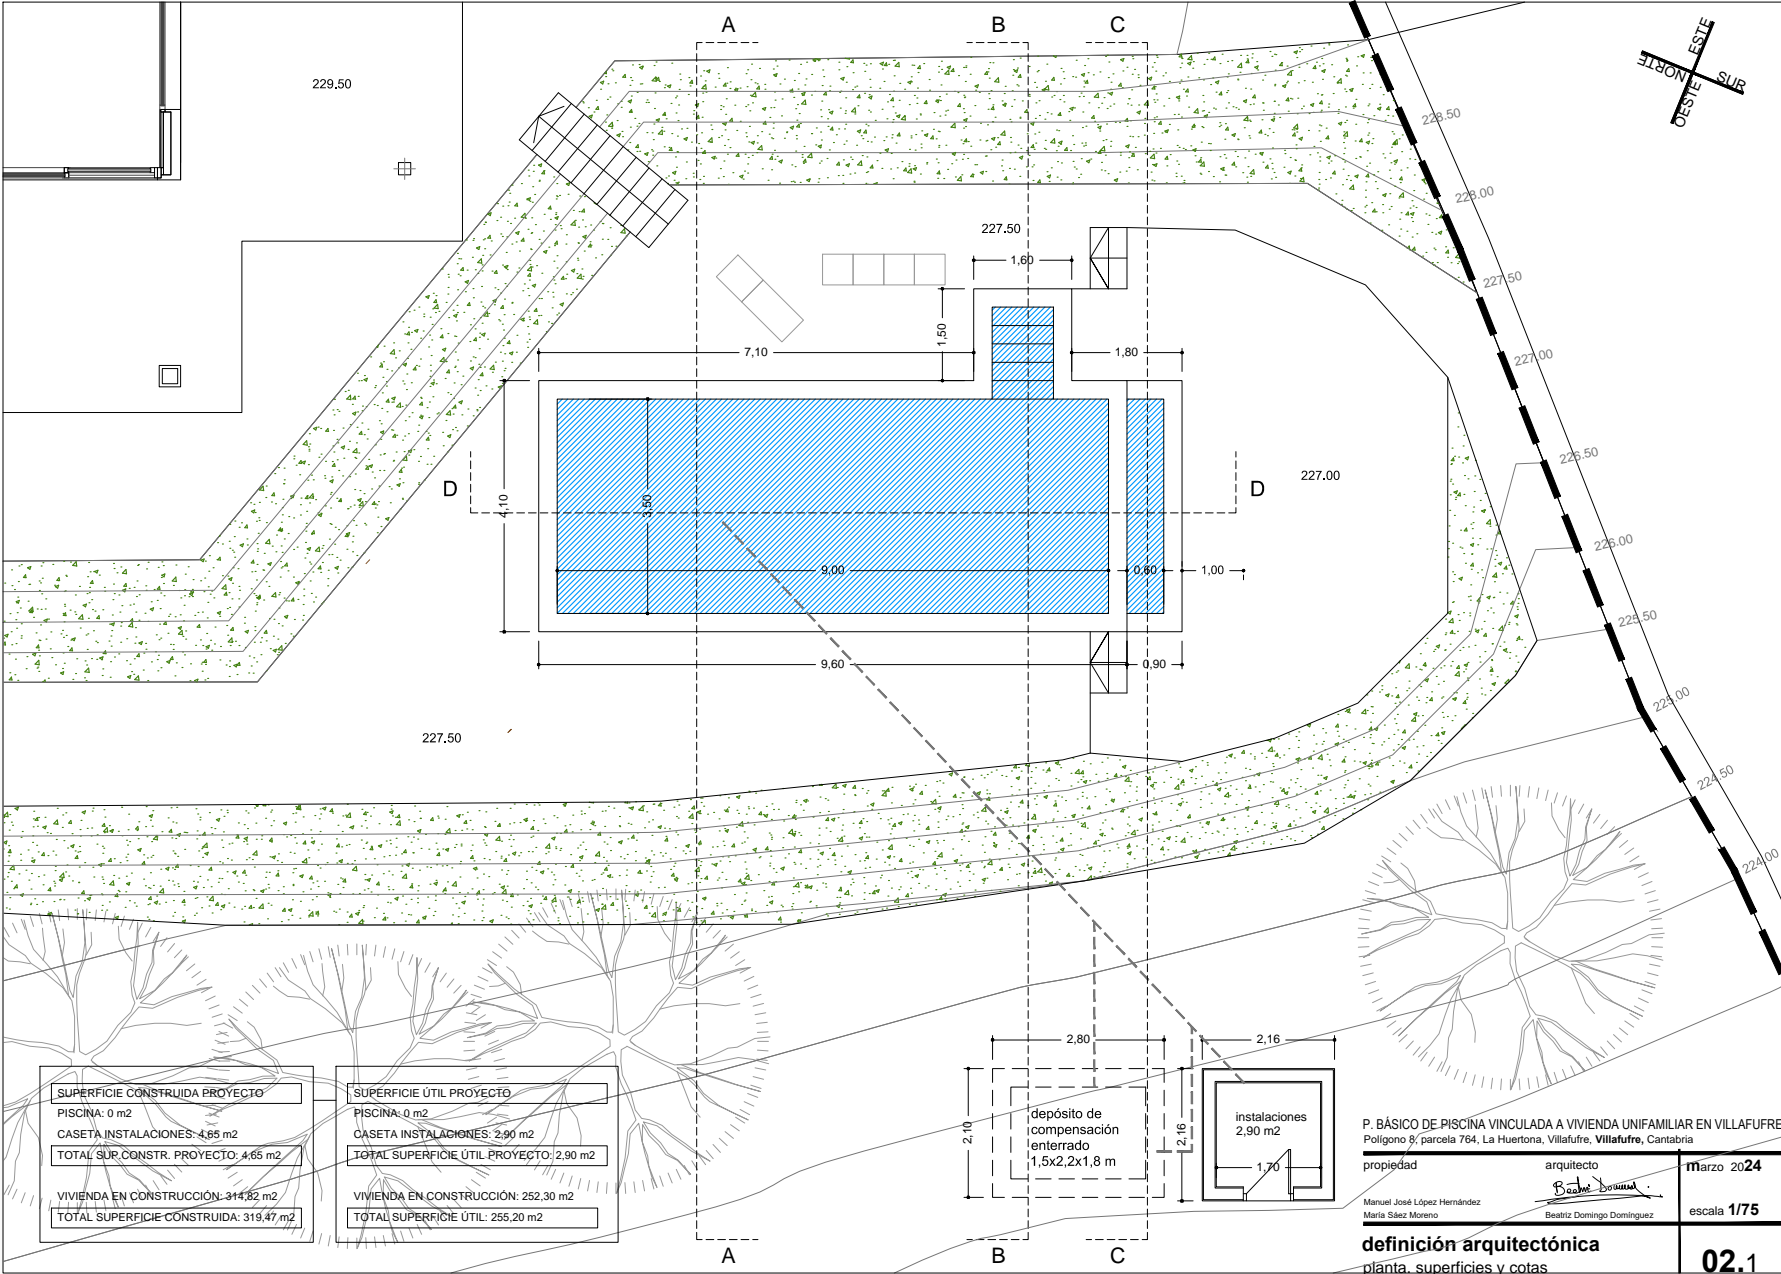 A
B
C
229.50
NORTE
ESTE
SUR
OESTE
228.50
228.00
227.50
227.50
1,60
1,50
7,10
1,80
227.00
226.50
D
4,10
3,50
D
227.00
226.00
9,00
0,60
1,00
225.50
9,60
0,90
225.00
227.50
224.50
224.00
2,80
2,16
2,10
depósito de
compensación
enterrado
1,5x2,2x1,8 m
2,16
instalaciones
2,90 m2
1,70
SUPERFICIE CONSTRUIDA PROYECTO
PISCINA: 0 m2
CASETA INSTALACIONES: 4,65 m2
TOTAL SUP.CONSTR. PROYECTO: 4,65 m2
VIVIENDA EN CONSTRUCCIÓN: 314,82 m2
TOTAL SUPERFICIE CONSTRUIDA: 319,47 m2
SUPERFICIE ÚTIL PROYECTO
PISCINA: 0 m2
CASETA INSTALACIONES: 2,90 m2
TOTAL SUPERFICIE ÚTIL PROYECTO: 2,90 m2
VIVIENDA EN CONSTRUCCIÓN: 252,30 m2
TOTAL SUPERFICIE ÚTIL: 255,20 m2
A
B
C
P. BÁSICO DE PISCINA VINCULADA A VIVIENDA UNIFAMILIAR EN VILLAFUFRE
Polígono 8, parcela 764, La Huertona, Villafufre, Villafufre, Cantabria
propiedad
arquitecto
marzo 2024
Manuel José López Hernández
María Sáez Moreno
Beatriz Domingo Domínguez
escala 1/75
definición arquitectónica
planta, superficies y cotas
02.1